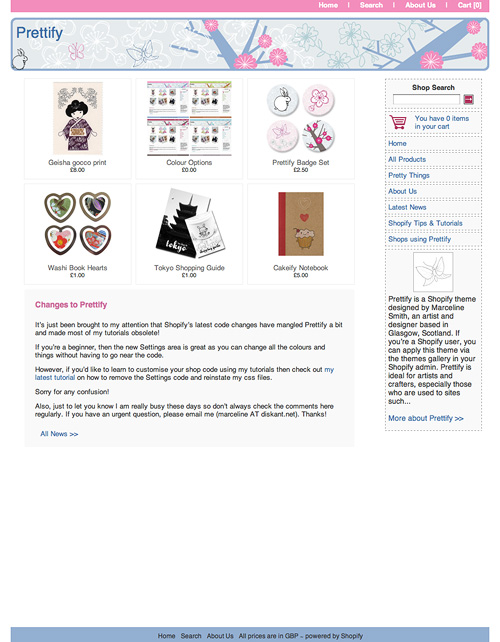 Home | Search | About Us | Cart [0]
Prettify
Geisha gocco print
£8.00
Colour Options
£0.00
Prettify Badge Set
£2.50
Washi Book Hearts
£1.00
Tokyo Shopping Guide
£1.00
Cakeify Notebook
£5.00
tokyo
Changes to Prettify
It's just been brought to my attention that Shopify's latest code changes have mangled Prettify a bit
and made most of my tutorials obsolete!
If you're a beginner, then the new Settings area is great as you can change all the colours and
things without having to go near the code.
However, if you'd like to learn to customise your shop code using my tutorials then check out my
latest tutorial on how to remove the Settings code and reinstate my css files.
Sorry for any confusion!
Also, just to let you know I am really busy these days so don't always check the comments here
regularly. If you have an urgent question, please email me (marceline AT diskant.net). Thanks!
All News >>
Shop Search
You have 0 items
in your cart
Home
All Products
Pretty Things
About Us
Latest News
Shopify Tips & Tutorials
Shops using Prettify
Prettify is a Shopify theme
designed by Marceline
Smith, an artist and
designer based in
Glasgow, Scotland. If
you're a Shopify user, you
can apply this theme via
the themes gallery in your
Shopify admin. Prettify is
ideal for artists and
crafters, especially those
who are used to sites
such...
More about Prettify >>
Home Search About Us All prices are in GBP ~ powered by Shopify